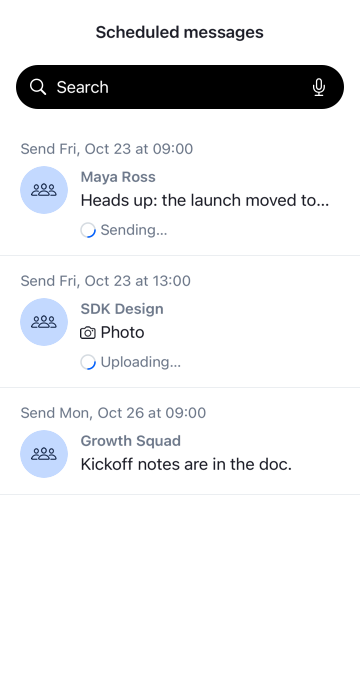 Scheduled messages
Search
Send Fri, Oct 23 at 09:00
Maya Ross
Heads up: the launch moved to...
Sending...
Send Fri, Oct 23 at 13:00
SDK Design
Photo
Uploading...
Send Mon, Oct 26 at 09:00
Growth Squad
Kickoff notes are in the doc.